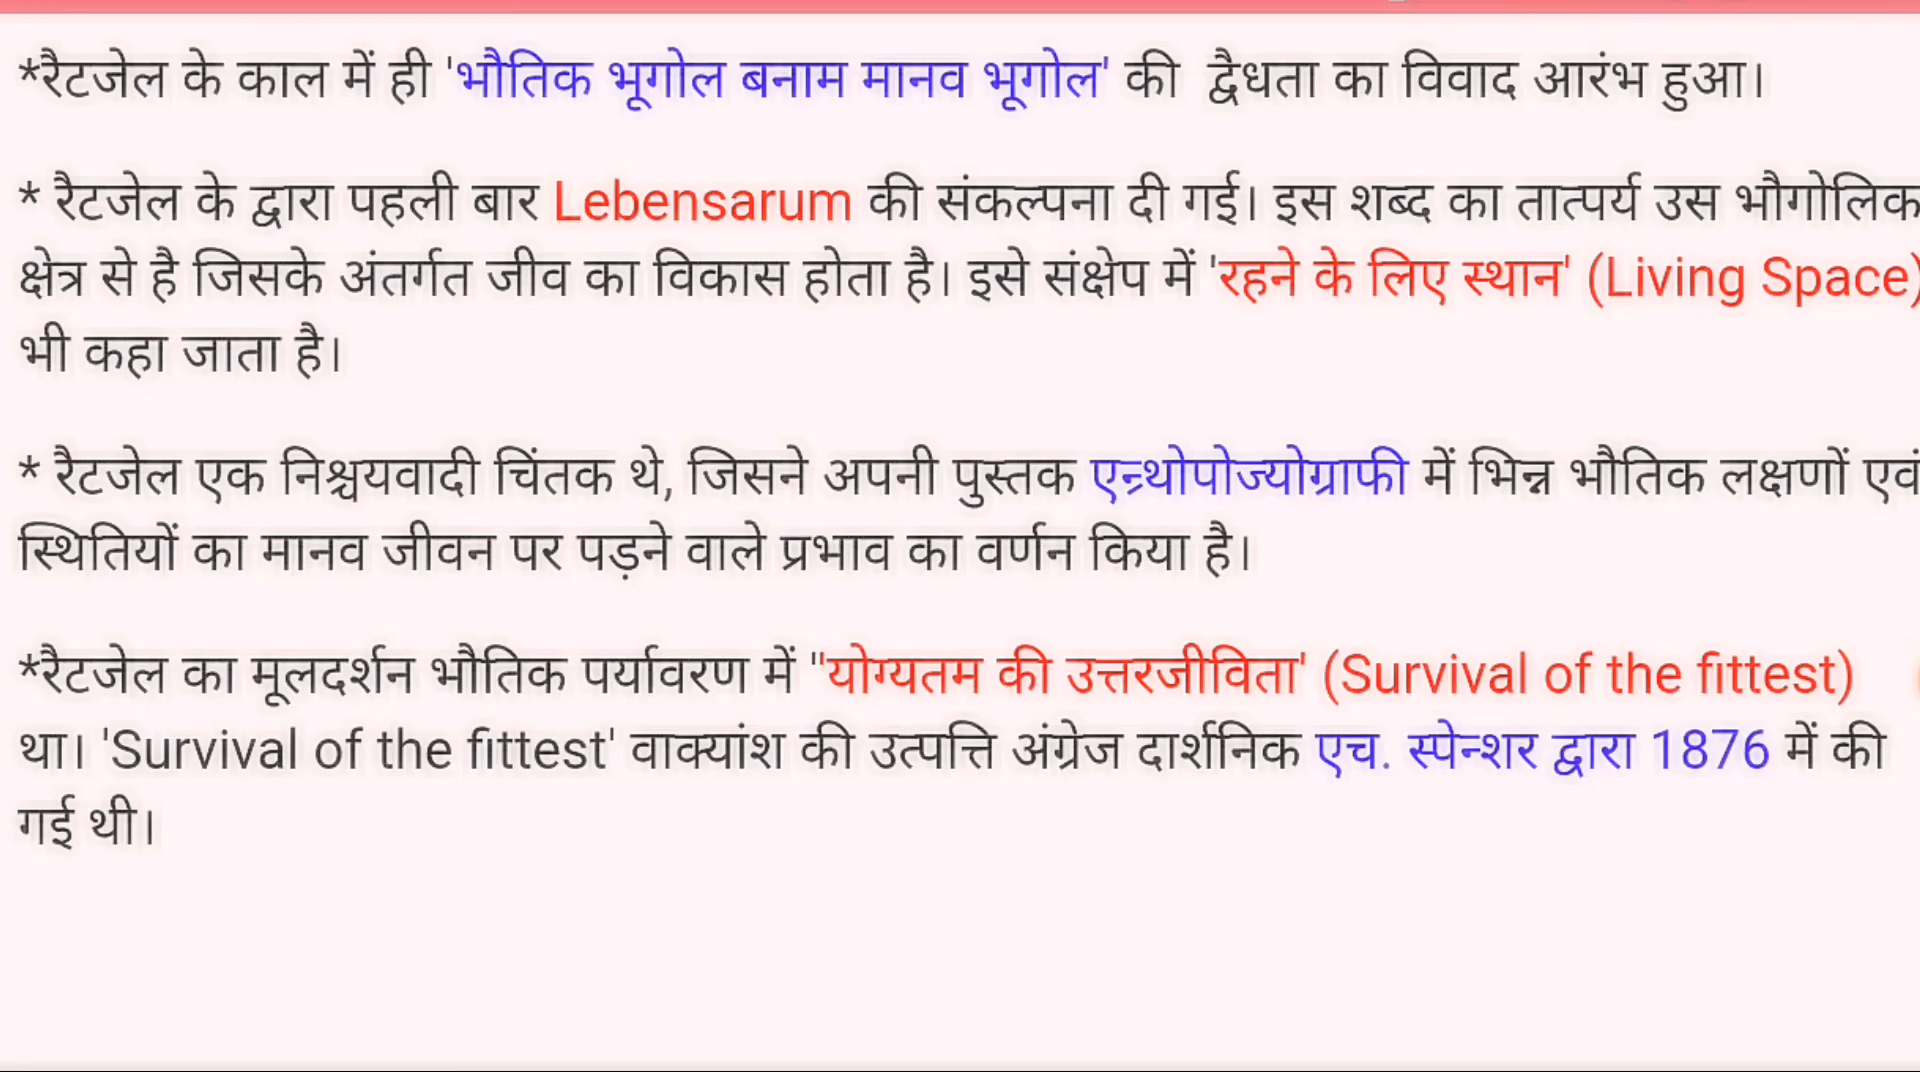 *रैटजेल के काल में ही 'भौतिक भूगोल बनाम मानव भूगोल' की द्वैधता का विवाद आरंभ हुआ।
* रैटजेल के द्वारा पहली बार Lebensarum की संकल्पना दी गई। इस शब्द का तात्पर्य उस भौगोलिक
क्षेत्र से है जिसके अंतर्गत जीव का विकास होता है। इसे संक्षेप में 'रहने के लिए स्थान' (Living Space)
भी कहा जाता है।
* रैटजेल एक निश्चयवादी चिंतक थे, जिसने अपनी पुस्तक एन्थ्रोपोज्योग्राफी में भिन्न भौतिक लक्षणों एवं
स्थितियों का मानव जीवन पर पड़ने वाले प्रभाव का वर्णन किया है।
*रैटजेल का मूलदर्शन भौतिक पर्यावरण में "योग्यतम की उत्तरजीविता' (Survival of the fittest)
था। 'Survival of the fittest' वाक्यांश की उत्पत्ति अंग्रेज दार्शनिक एच. स्पेन्शर द्वारा 1876 में की
गई थी।